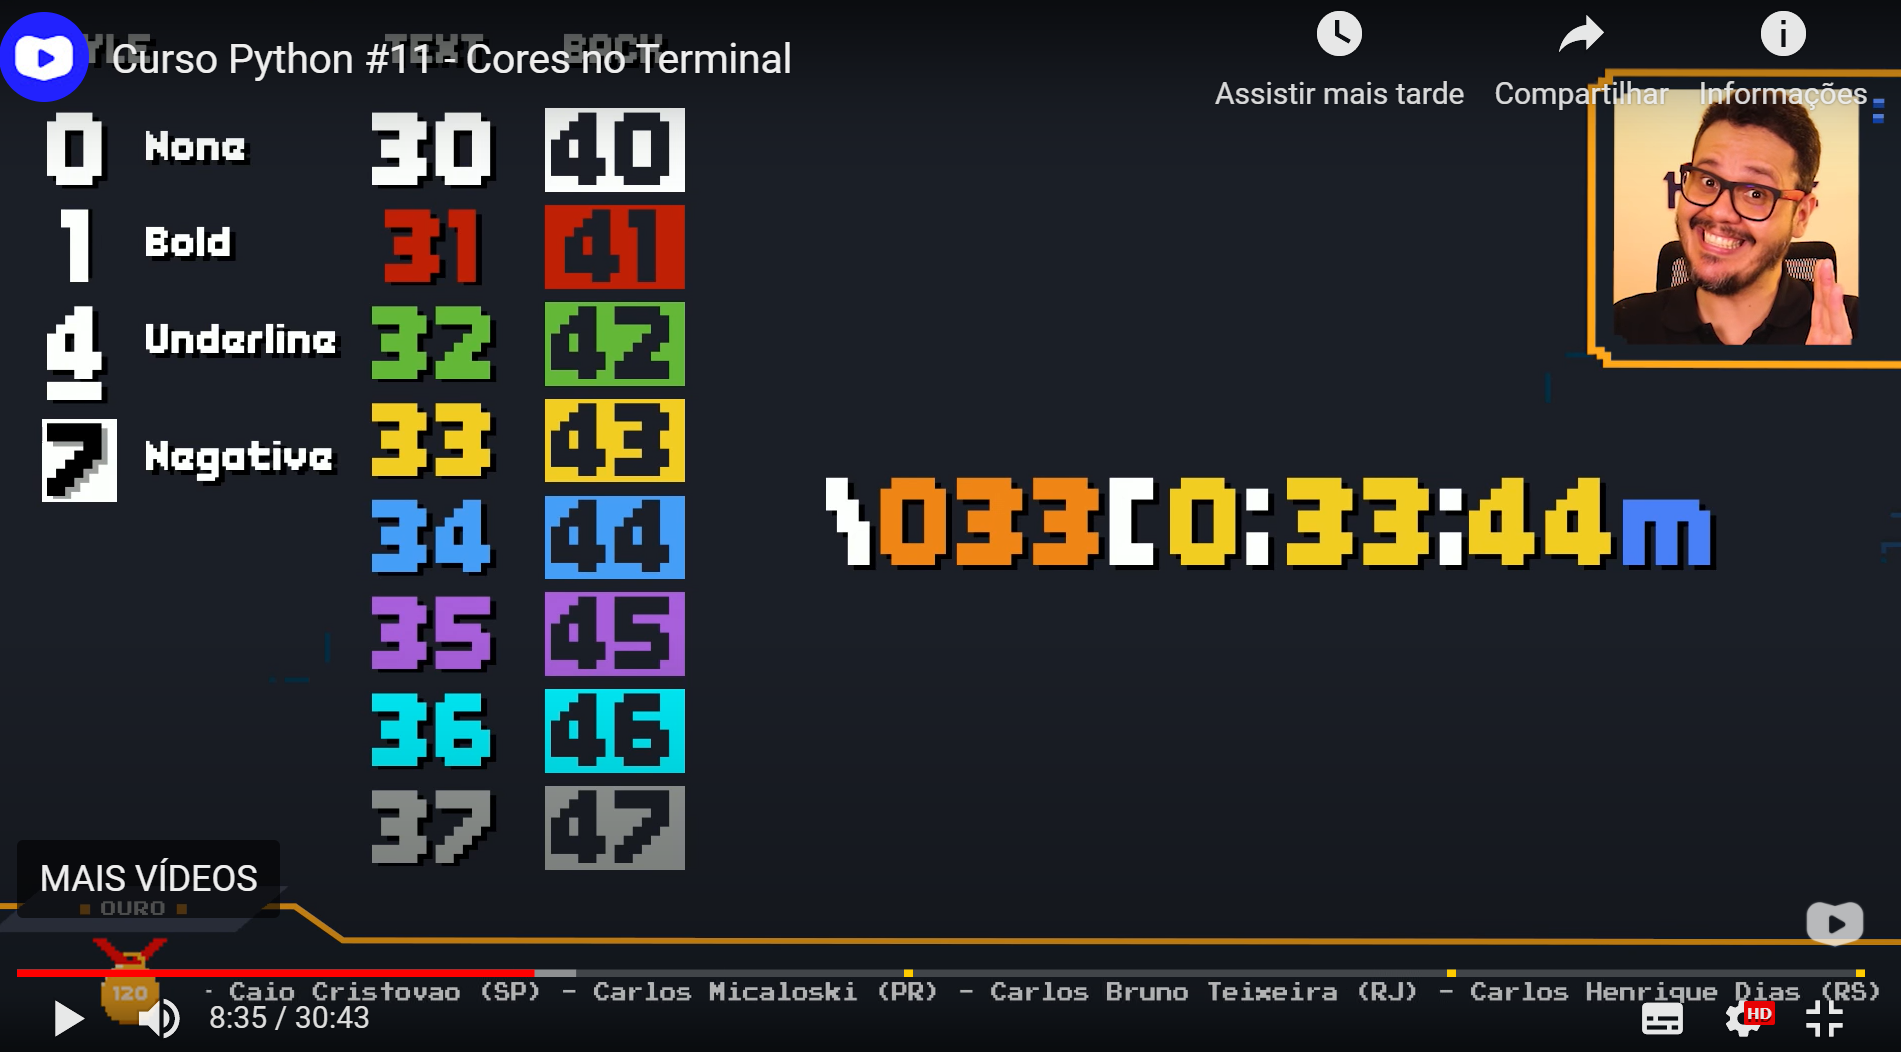 STYLE TEXT BACK
Curso Python #11 - Cores no Terminal
Assistir mais tarde
Compartilhar
Informações
0 None 30 40
1 Bold 31 41
4 Underline 32 42
33 43
7 Negative
34 44
\033[0;33;44m
35 45
36 46
37 47
MAIS VÍDEOS
OURO
120
- Caio Cristovao (SP) - Carlos Micaloski (PR) - Carlos Bruno Teixeira (RJ) - Carlos Henrique Dias (RS)
8:35 / 30:43
HD